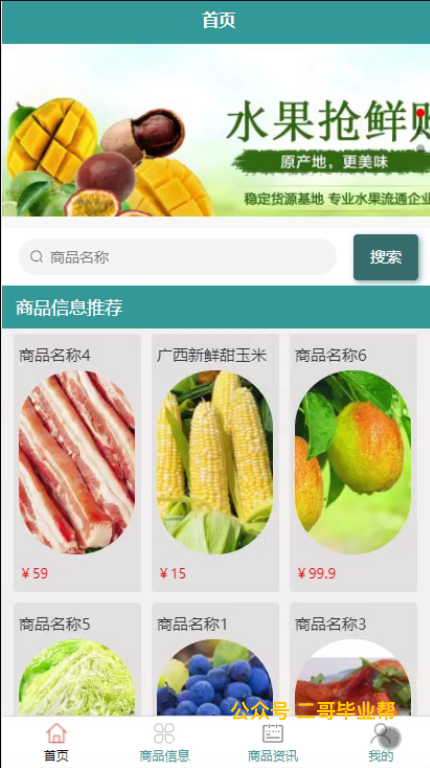 首页
水果抢鲜购
原产地，更美味
稳定货源基地 专业水果流通企业
商品名称
搜索
商品信息推荐
商品名称4
广西新鲜甜玉米
商品名称6
￥59
￥15
￥99.9
商品名称5
商品名称1
商品名称3
公众号 二哥毕业帮
首页
商品信息
商品资讯
我的